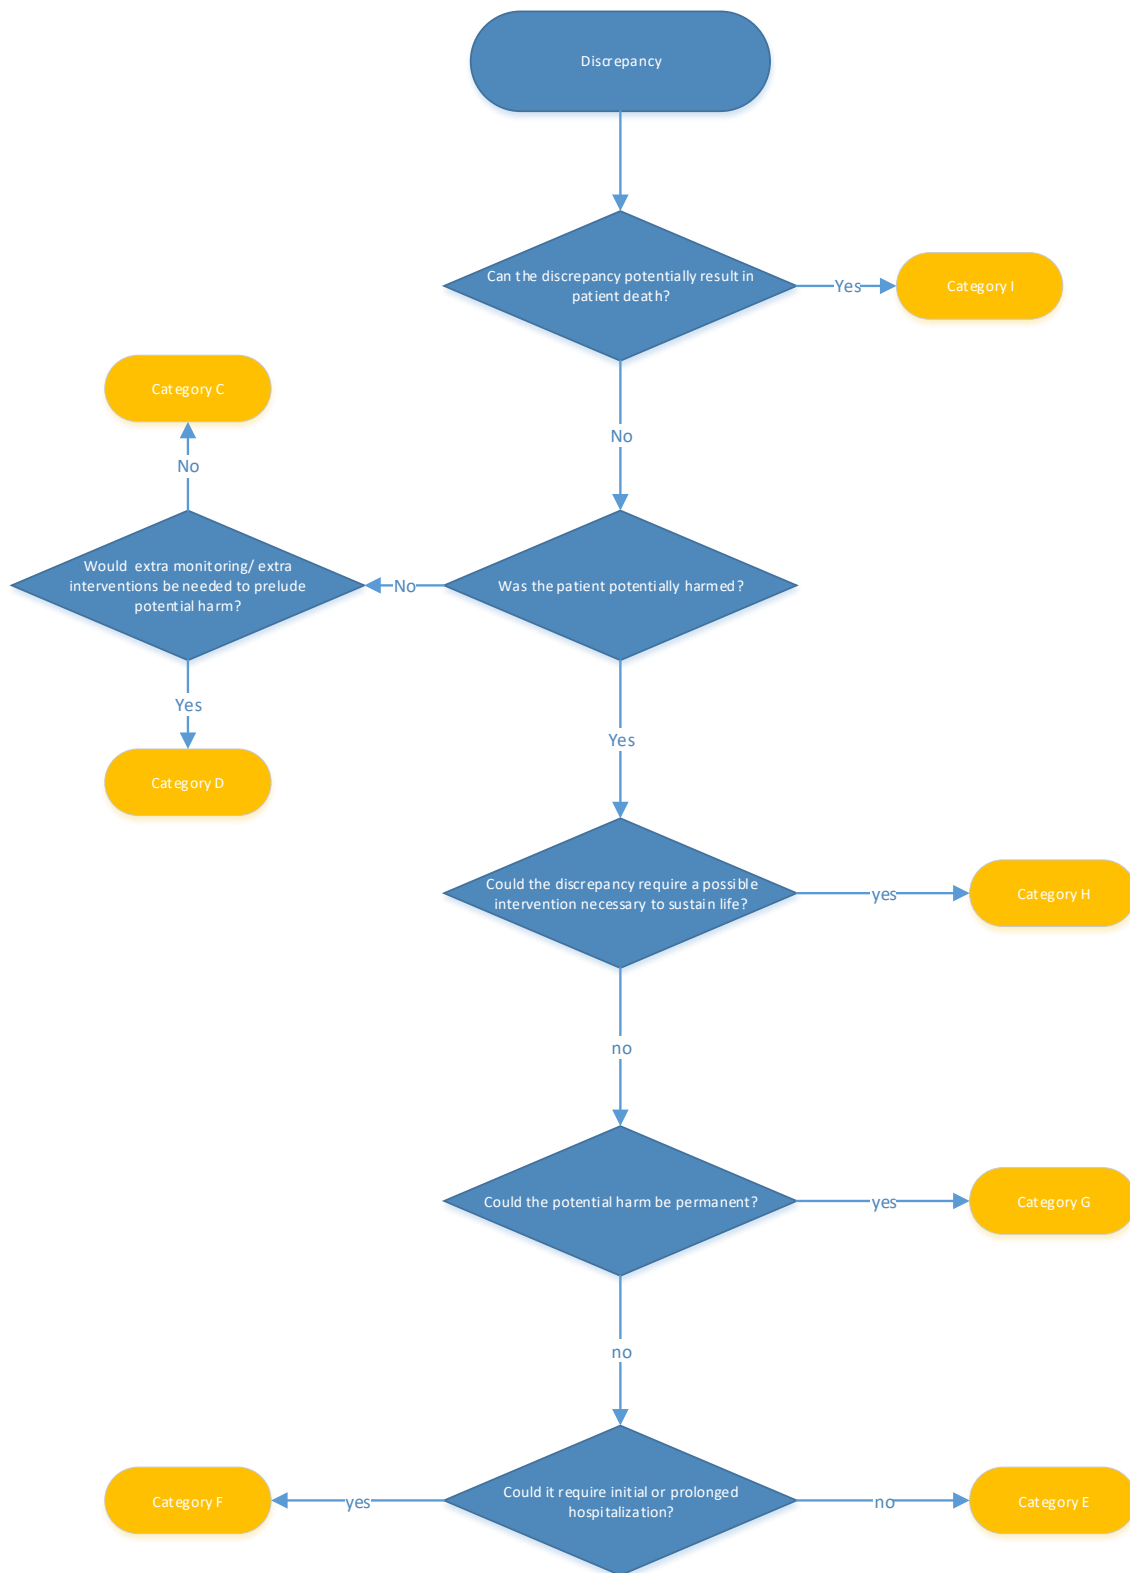 Discrepancy
Can the discrepancy potentially result in
patient death?
Yes
Category I
Category C
No
No
Would extra monitoring/ extra
interventions be needed to prelude
potential harm?
No
Was the patient potentially harmed?
Yes
Category D
Yes
Could the discrepancy require a possible
intervention necessary to sustain life?
yes
Category H
no
Could the potential harm be permanent?
yes
Category G
no
Category F
yes
Could it require initial or prolonged
hospitalization?
no
Category E